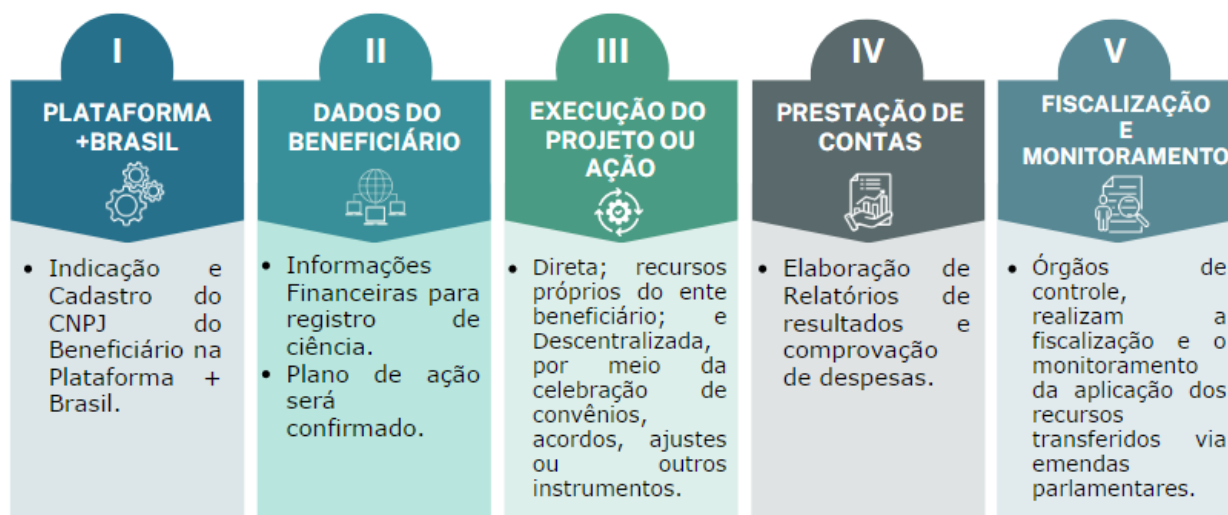 I
PLATAFORMA
+BRASIL
• Indicação e
Cadastro do
CNPJ do
Beneficiário na
Plataforma +
Brasil.
II
DADOS DO
BENEFICIÁRIO
• Informações
Financeiras para
registro de
ciência.
• Plano de ação
será
confirmado.
III
EXECUÇÃO DO
PROJETO OU
AÇÃO
• Direta; recursos
próprios do ente
beneficiário; e
Descentralizada,
por meio da
celebração de
convênios,
acordos, ajustes
ou outros
instrumentos.
IV
PRESTAÇÃO DE
CONTAS
• Elaboração de
Relatórios de
resultados e
comprovação
de despesas.
V
FISCALIZAÇÃO
E
MONITORAMENTO
• Órgãos de
controle,
realizam a
fiscalização e o
monitoramento
da aplicação dos
recursos
transferidos via
emendas
parlamentares.